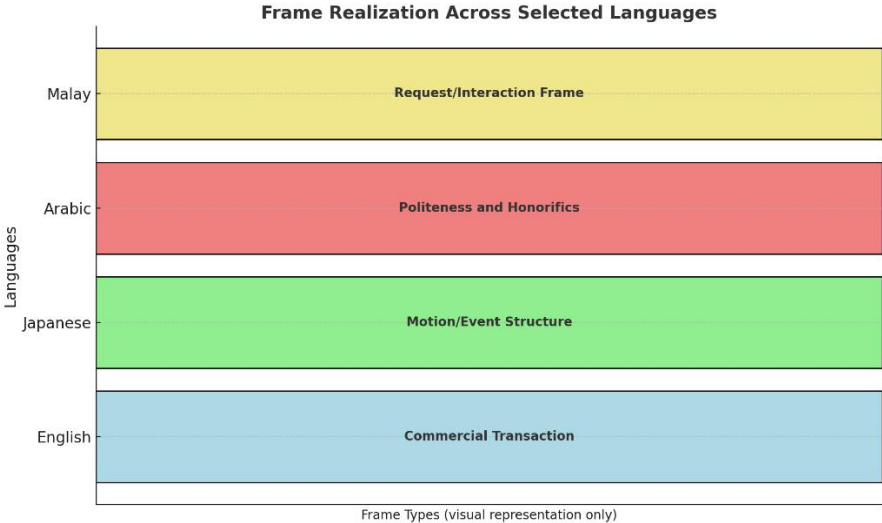 Frame Realization Across Selected Languages
Malay
Request/Interaction Frame
Arabic
Politeness and Honorifics
Languages
Japanese
Motion/Event Structure
English
Commercial Transaction
Frame Types (visual representation only)